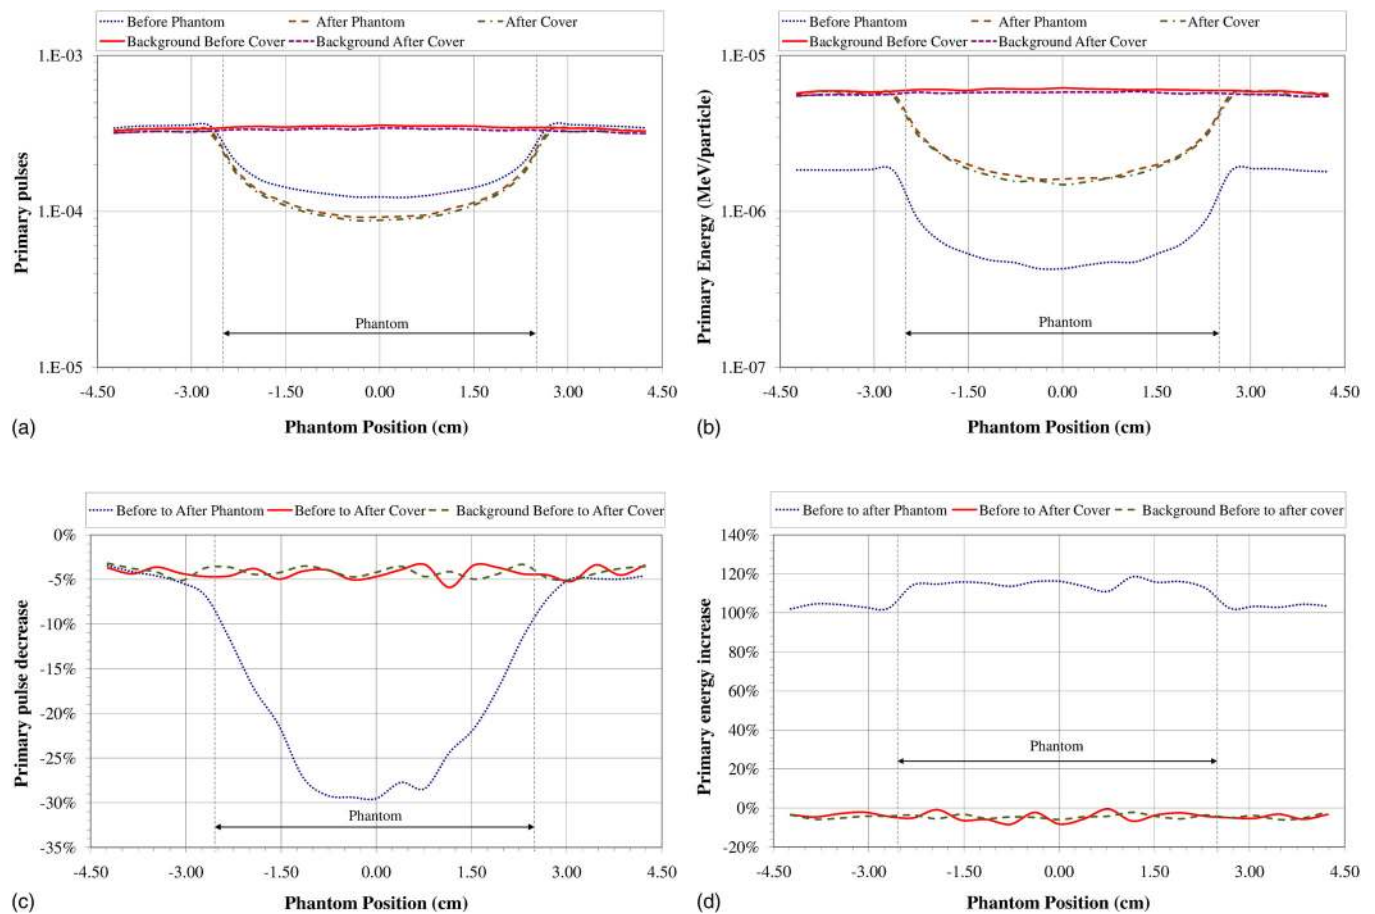 Before Phantom After Phantom After Cover
Background Before Cover Background After Cover
1.E-03
1.E-04
1.E-05
Primary pulses
Phantom
-4.50 -3.00 -1.50 0.00 1.50 3.00 4.50
(a) Phantom Position (cm)
Before Phantom After Phantom After Cover
Background Before Cover Background After Cover
1.E-05
1.E-06
1.E-07
Primary Energy (MeV/particle)
Phantom
-4.50 -3.00 -1.50 0.00 1.50 3.00 4.50
(b) Phantom Position (cm)
Before to After Phantom Before to After Cover Background Before to After Cover
0%
-5%
-10%
-15%
-20%
-25%
-30%
-35%
Primary pulse decrease
Phantom
-4.50 -3.00 -1.50 0.00 1.50 3.00 4.50
(c) Phantom Position (cm)
Before to after Phantom Before to After Cover Background Before to after cover
140%
120%
100%
80%
60%
40%
20%
0%
-20%
Primary energy increase
Phantom
-4.50 -3.00 -1.50 0.00 1.50 3.00 4.50
(d) Phantom Position (cm)